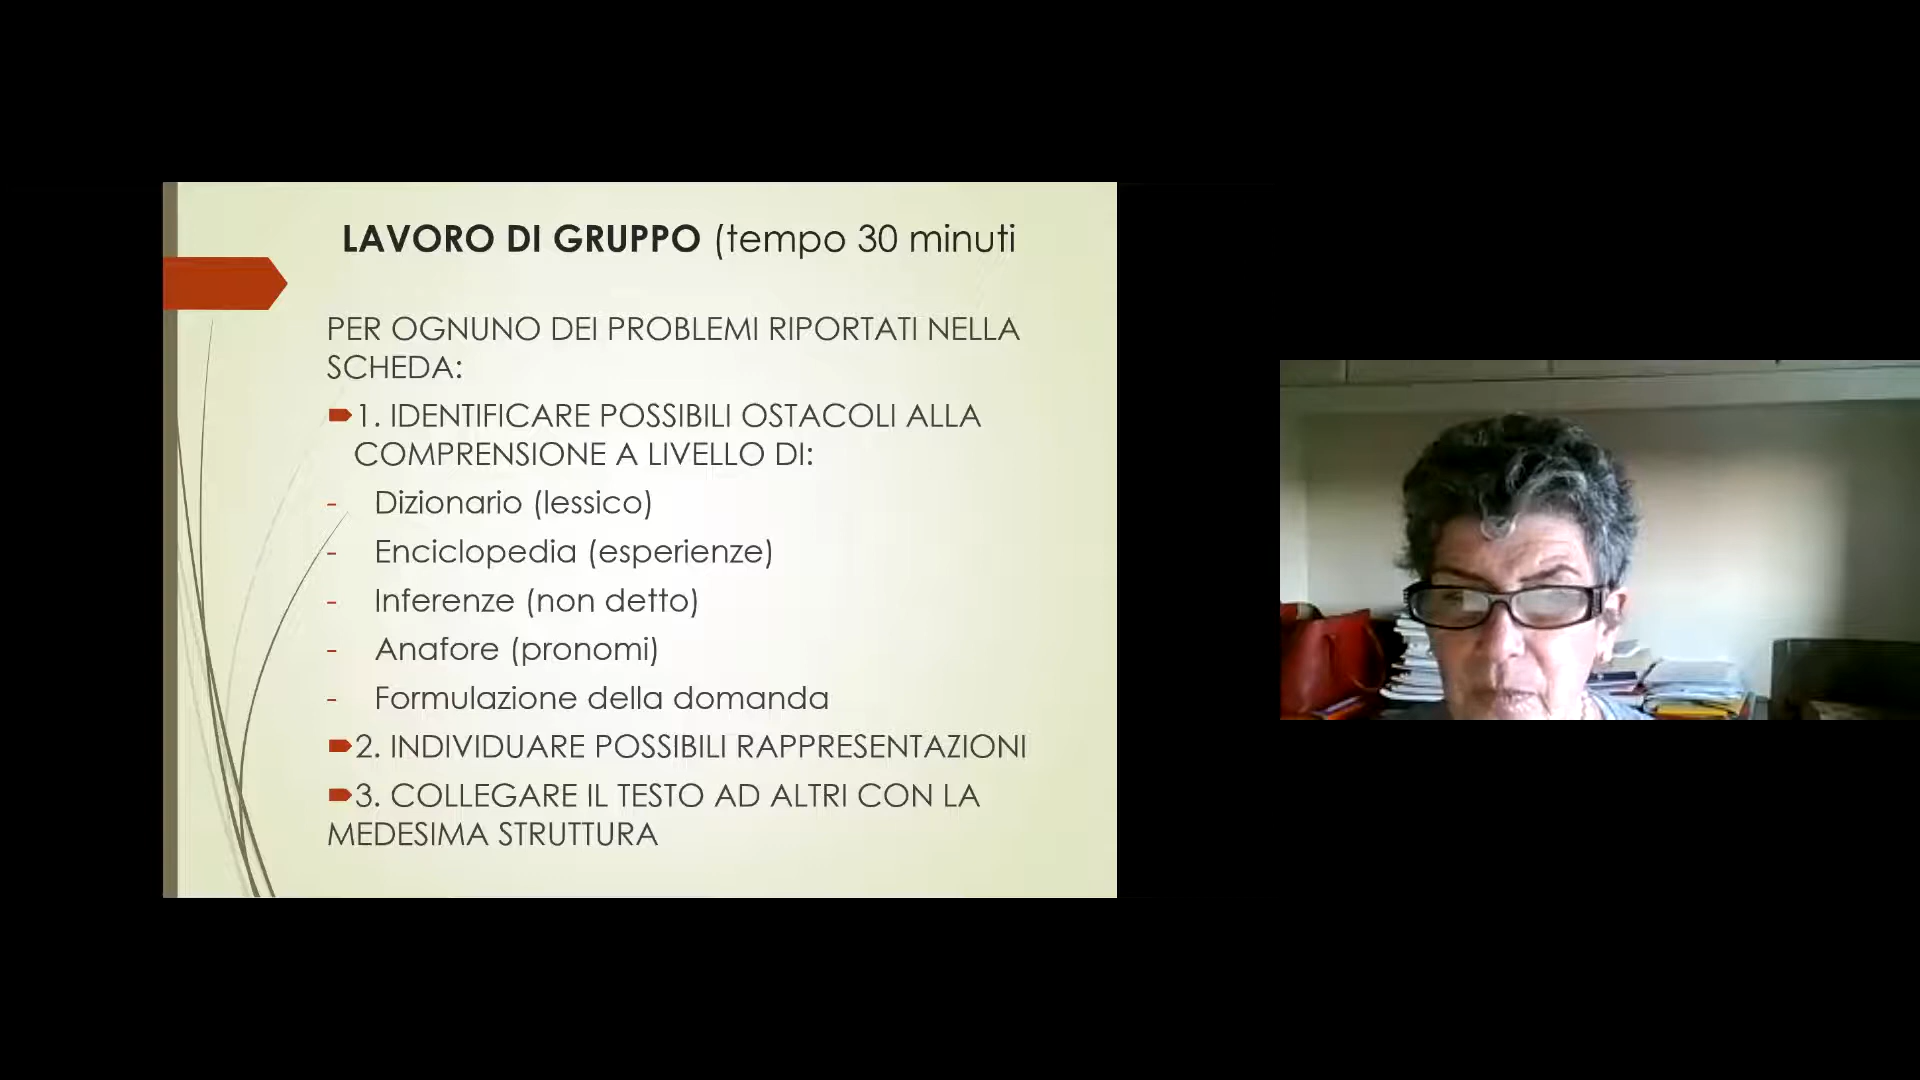 LAVORO DI GRUPPO (tempo 30 minuti
PER OGNUNO DEI PROBLEMI RIPORTATI NELLA
SCHEDA:
1. IDENTIFICARE POSSIBILI OSTACOLI ALLA
COMPRENSIONE A LIVELLO DI:
- Dizionario (lessico)
- Enciclopedia (esperienze)
- Inferenze (non detto)
- Anafore (pronomi)
- Formulazione della domanda
2. INDIVIDUARE POSSIBILI RAPPRESENTAZIONI
3. COLLEGARE IL TESTO AD ALTRI CON LA
MEDESIMA STRUTTURA